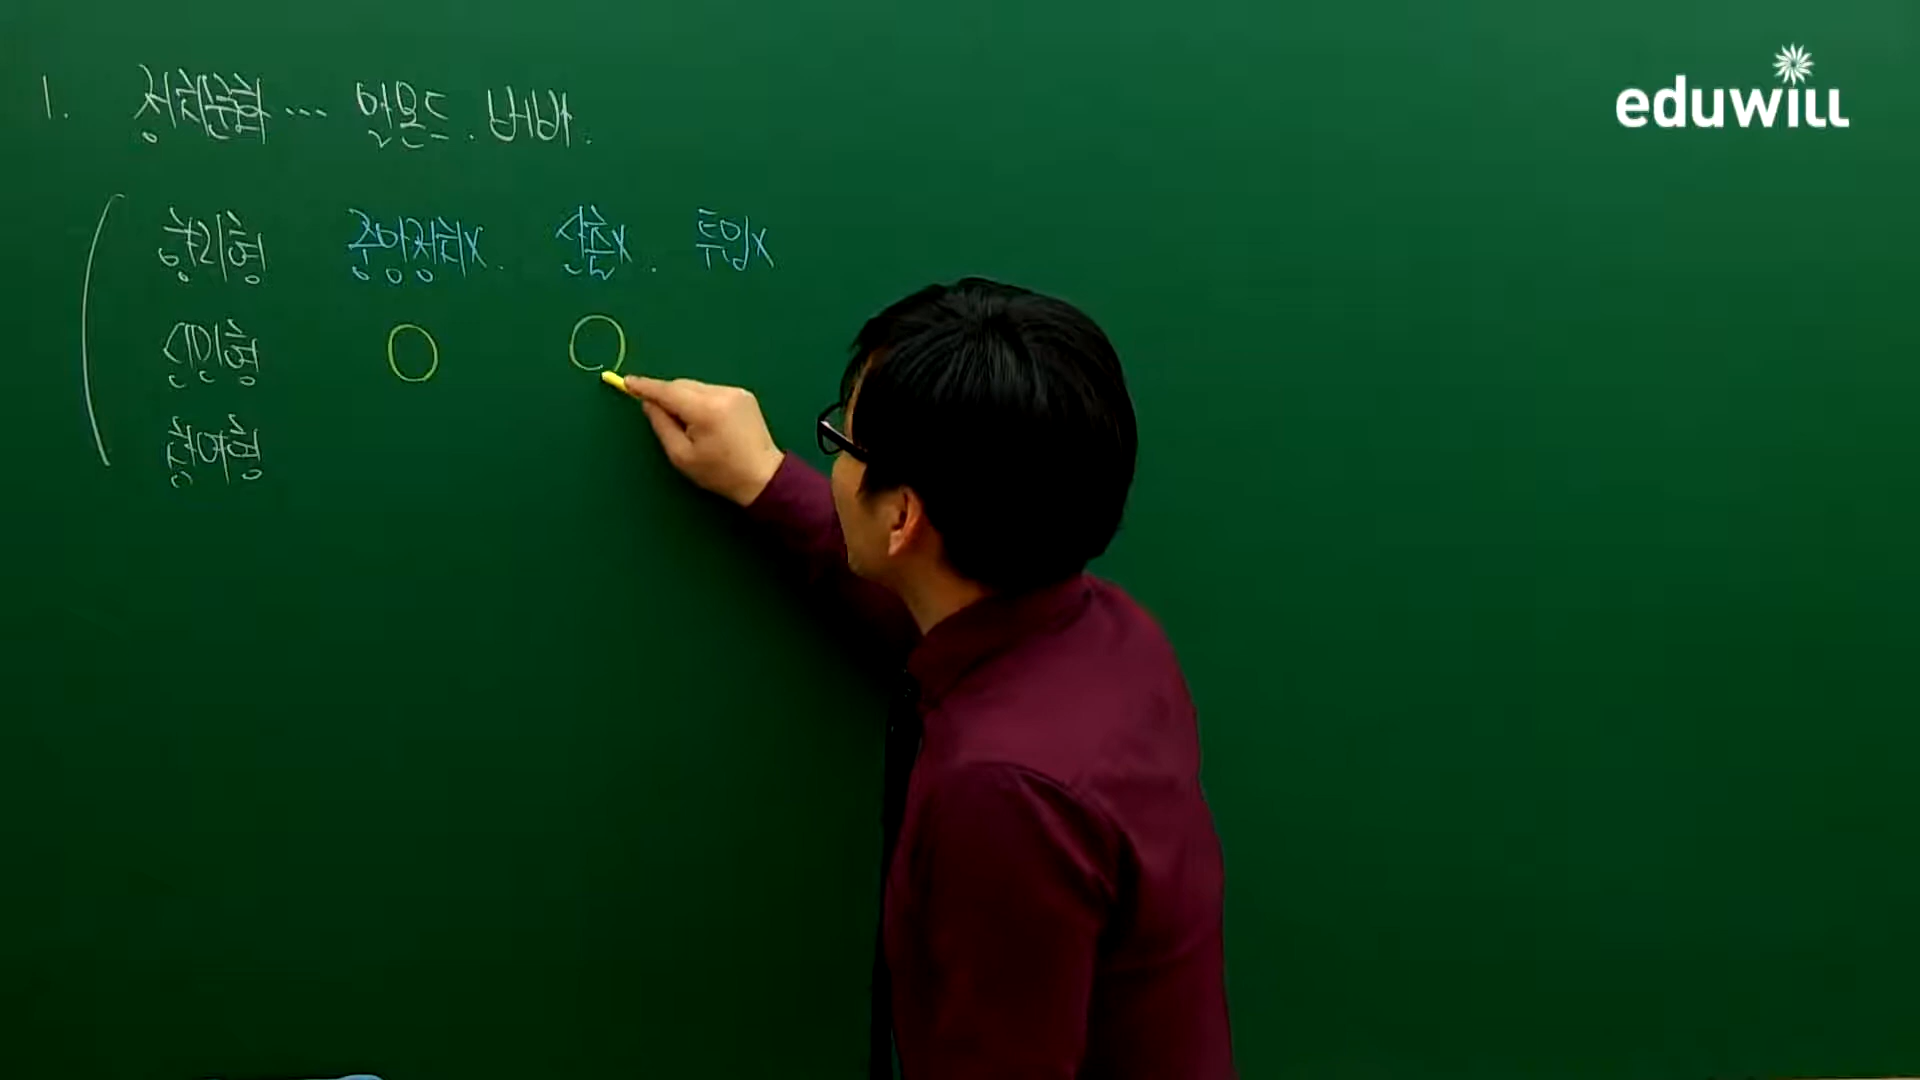 1. 정치문화 ... 알몬드. 버바.
eduwill
향리형 중앙정치X. 산출X. 투입X
신민형 ○ ○
참여형